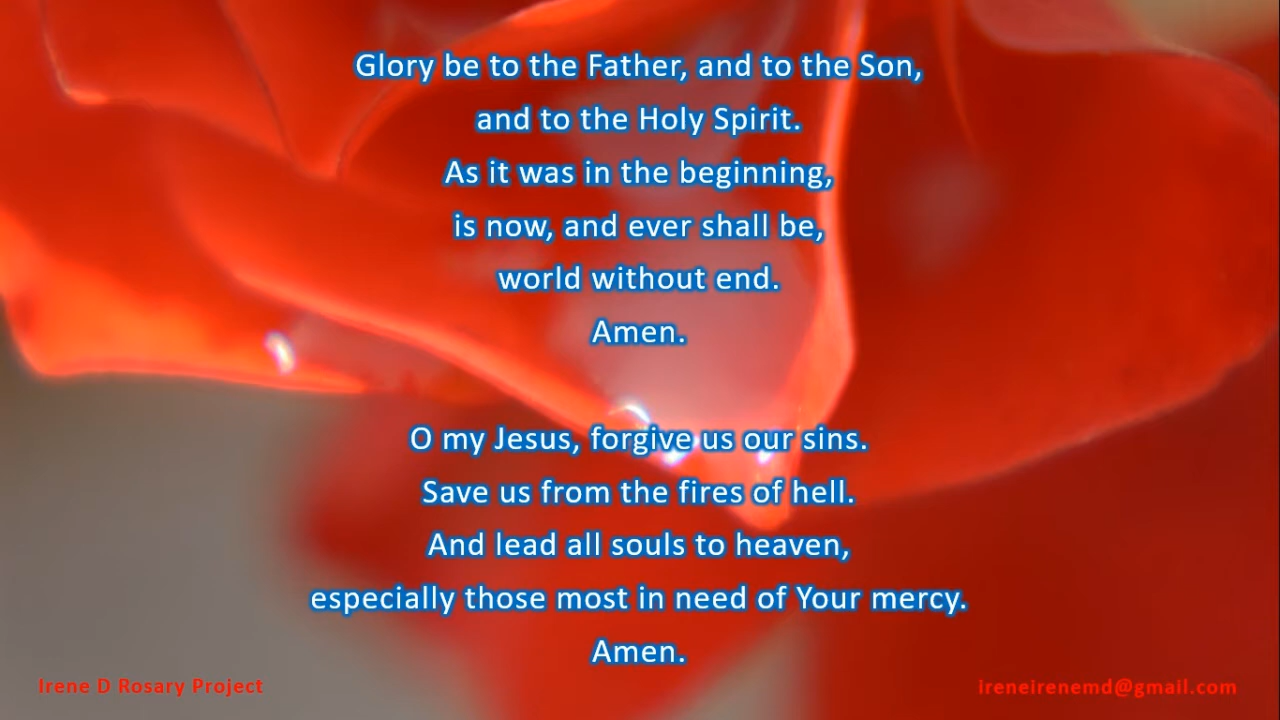 Glory be to the Father, and to the Son,
and to the Holy Spirit.
As it was in the beginning,
is now, and ever shall be,
world without end.
Amen.
O my Jesus, forgive us our sins.
Save us from the fires of hell.
And lead all souls to heaven,
especially those most in need of Your mercy.
Amen.
Irene D Rosary Project
ireneirenemd@gmail.com